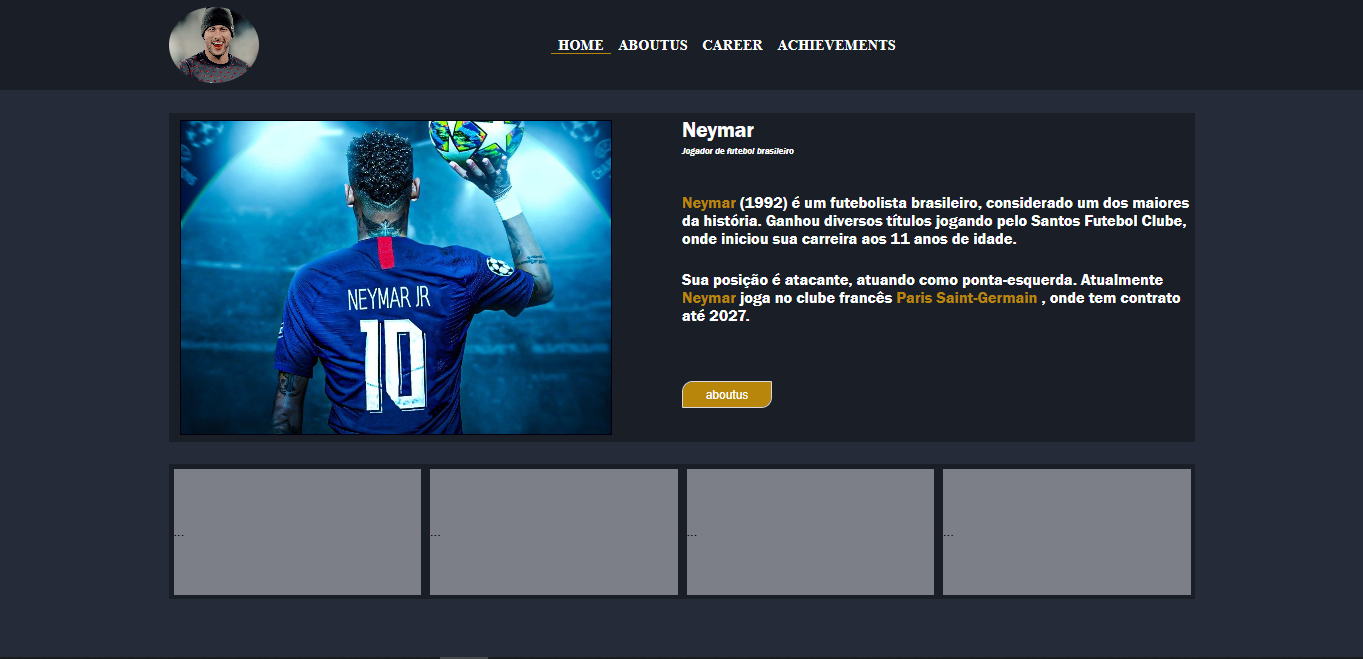 HOME ABOUTUS CAREER ACHIEVEMENTS
NEYMAR JR
10
Neymar
Jogador de futebol brasileiro
Neymar (1992) é um futebolista brasileiro, considerado um dos maiores
da história. Ganhou diversos títulos jogando pelo Santos Futebol Clube,
onde iniciou sua carreira aos 11 anos de idade.
Sua posição é atacante, atuando como ponta-esquerda. Atualmente
Neymar joga no clube francês Paris Saint-Germain , onde tem contrato
até 2027.
aboutus
... ... ... ...